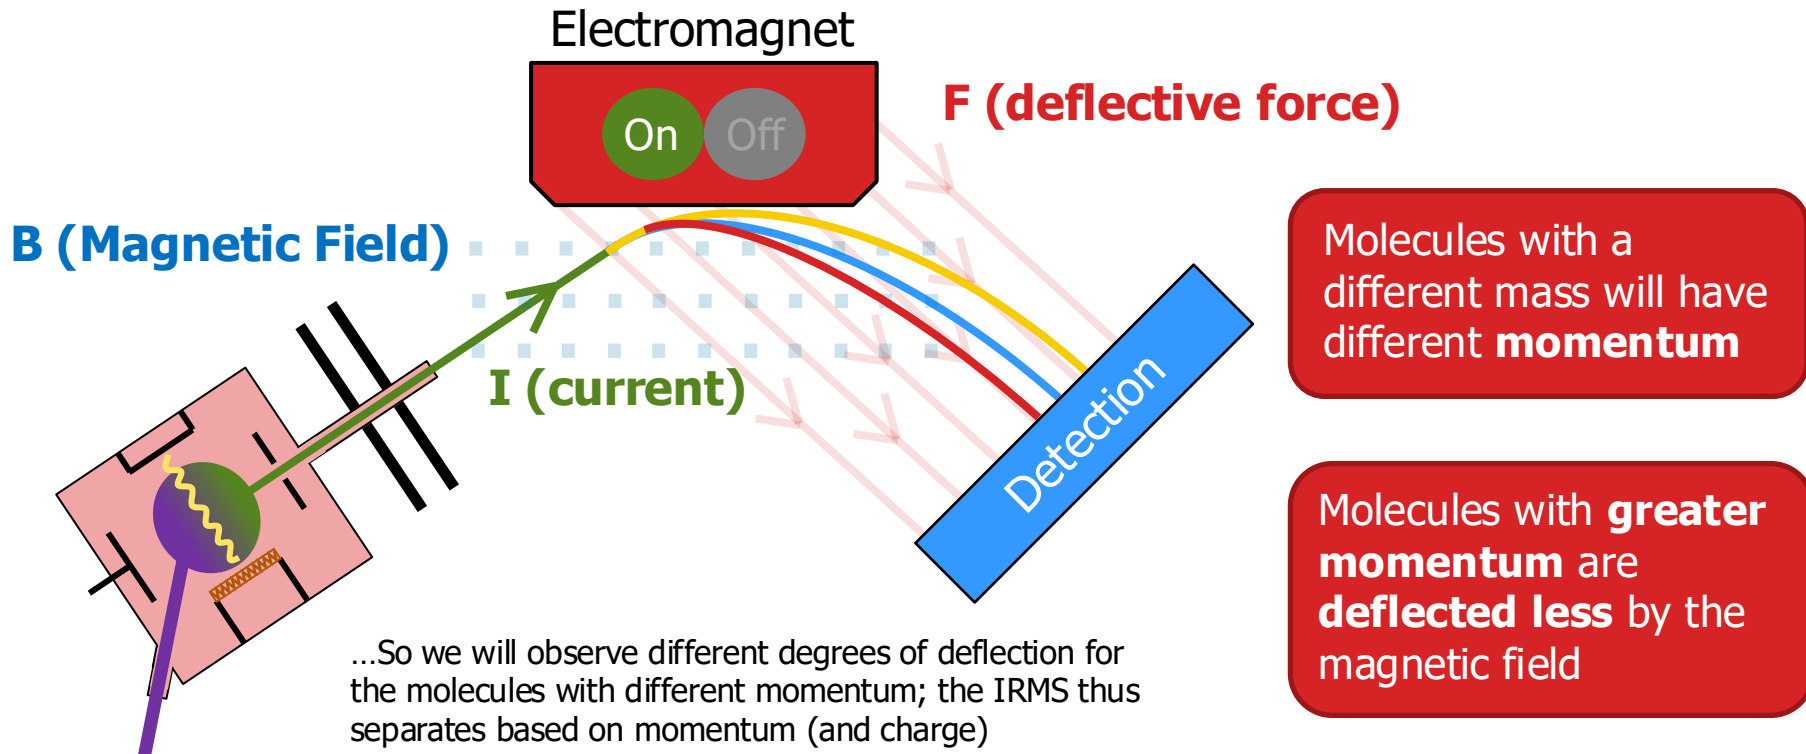 Electromagnet
On Off
F (deflective force)
B (Magnetic Field)
I (current)
Detection
Molecules with a
different mass will have
different momentum
Molecules with greater
momentum are
deflected less by the
magnetic field
...So we will observe different degrees of deflection for
the molecules with different momentum; the IRMS thus
separates based on momentum (and charge)